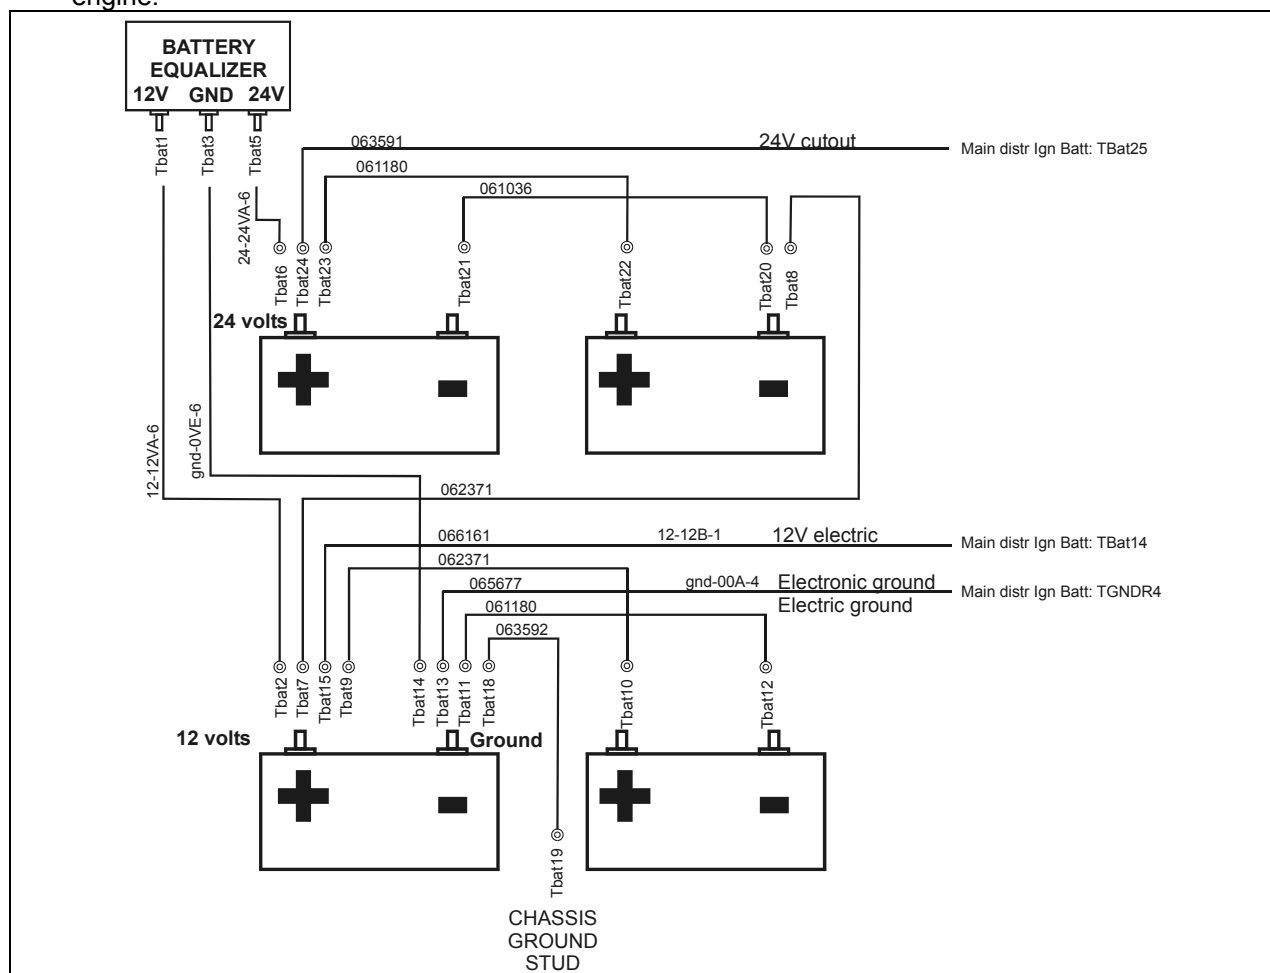 engine.
BATTERY
EQUALIZER
12V GND 24V
Tbat1
Tbat3
Tbat5
063591
24V cutout
Main distr Ign Batt: TBat25
061180
061036
24-24VA-6
Tbat6
Tbat24
Tbat23
Tbat21
Tbat22
Tbat20
Tbat8
24 volts
12-12VA-6
gnd-0VE-6
062371
066161
12-12B-1
12V electric
Main distr Ign Batt: TBat14
062371
065677
gnd-00A-4
Electronic ground
Main distr Ign Batt: TGNDR4
061180
Electric ground
063592
Tbat2
Tbat7
Tbat15
Tbat9
Tbat14
Tbat13
Tbat11
Tbat18
Tbat10
Tbat12
12 volts
Ground
Tbat19
CHASSIS
GROUND
STUD